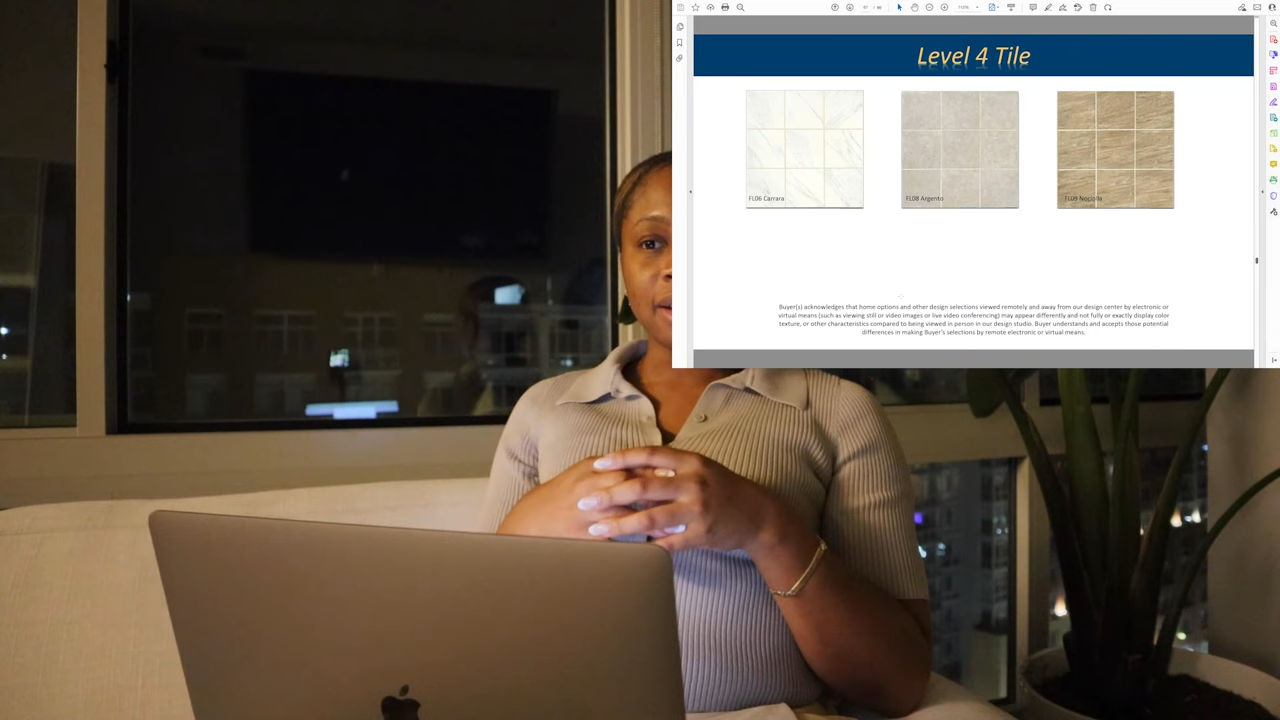 Level 4 Tile
FL06 Carrara
FL08 Argento
FL09 Nociolla
Buyer(s) acknowledges that home options and other design selections viewed remotely and away from our design center by electronic or
virtual means (such as viewing still or video images or live video conferencing) may appear differently and not fully or exactly display color
texture, or other characteristics compared to being viewed in person in our design studio. Buyer understands and accepts those potential
differences in making Buyer's selections by remote electronic or virtual means.